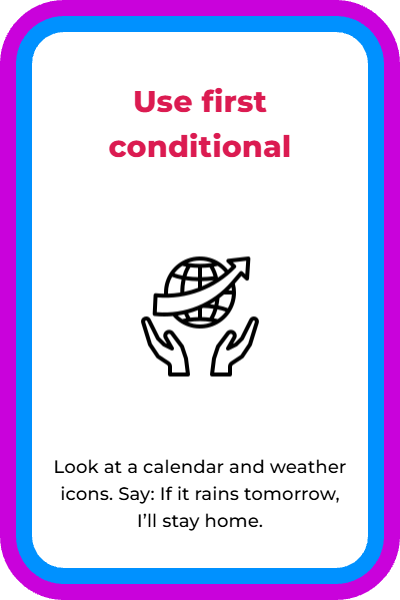 Use first
conditional
Look at a calendar and weather
icons. Say: If it rains tomorrow,
I’ll stay home.